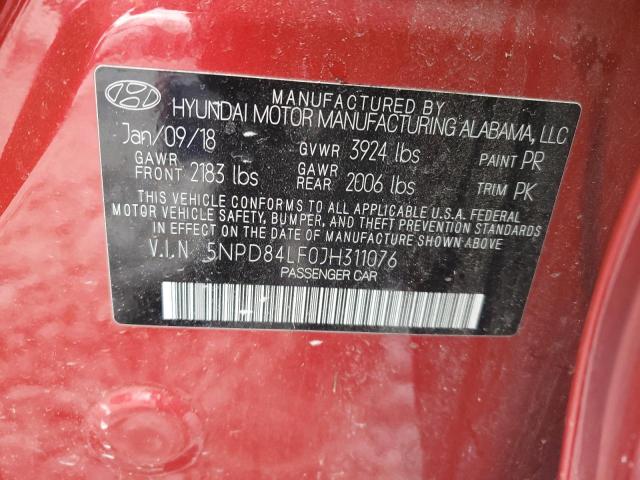 MANUFACTURED BY
HYUNDAI MOTOR MANUFACTURING ALABAMA, LLC
Jan/09/18 GVWR 3924 lbs PAINT PR
GAWR FRONT 2183 lbs GAWR REAR 2006 lbs TRIM PK
THIS VEHICLE CONFORMS TO ALL APPLICABLE U.S.A. FEDERAL
MOTOR VEHICLE SAFETY, BUMPER, AND THEFT PREVENTION STANDARDS
IN EFFECT ON THE DATE OF MANUFACTURE SHOWN ABOVE.
V.I.N 5NPD84LF0JH311076
PASSENGER CAR